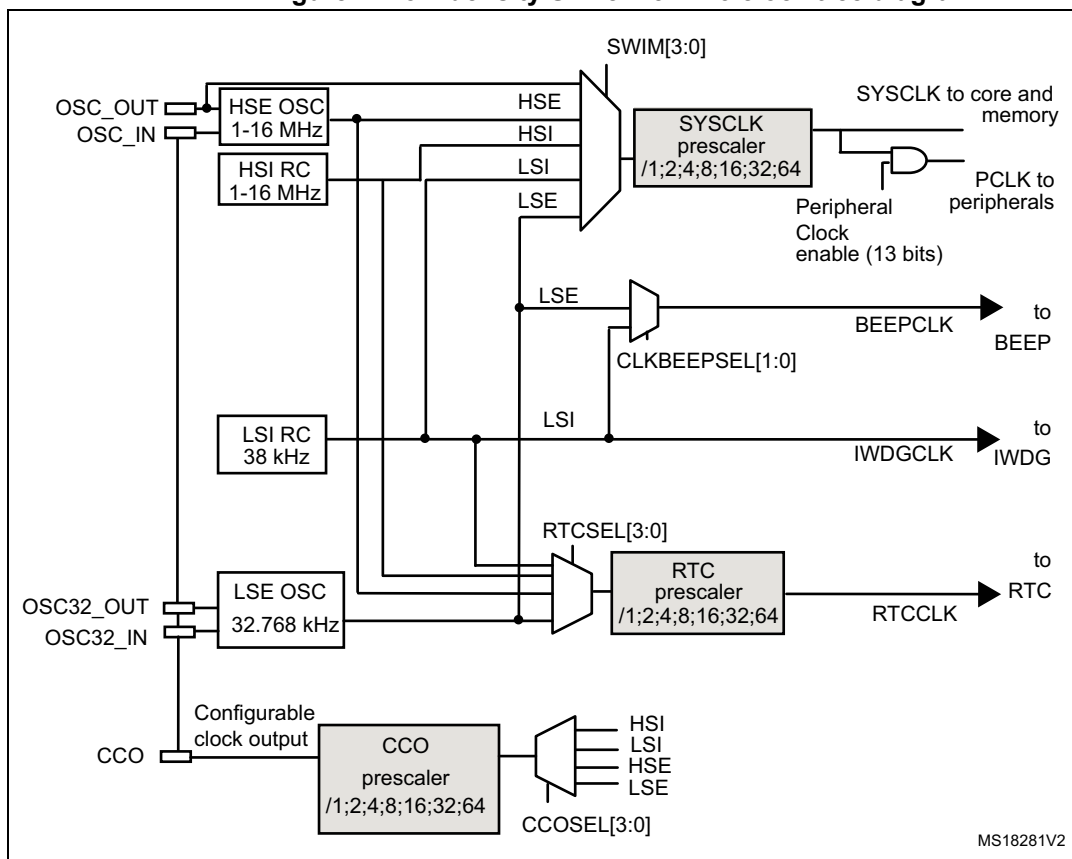 SWIM[3:0]
OSC_OUT
OSC_IN
HSE OSC
1-16 MHz
HSI RC
1-16 MHz
HSE
HSI
LSI
LSE
SYSCLK
prescaler
/1;2;4;8;16;32;64
SYSCLK to core and
memory
PCLK to
peripherals
Peripheral
Clock
enable (13 bits)
LSE
CLKBEEPSEL[1:0]
BEEPCLK
to
BEEP
LSI RC
38 kHz
LSI
IWDGCLK
to
IWDG
RTCSEL[3:0]
OSC32_OUT
OSC32_IN
LSE OSC
32.768 kHz
RTC
prescaler
/1;2;4;8;16;32;64
RTCCLK
to
RTC
CCO
Configurable
clock output
CCO
prescaler
/1;2;4;8;16;32;64
HSI
LSI
HSE
LSE
CCOSEL[3:0]
MS18281V2